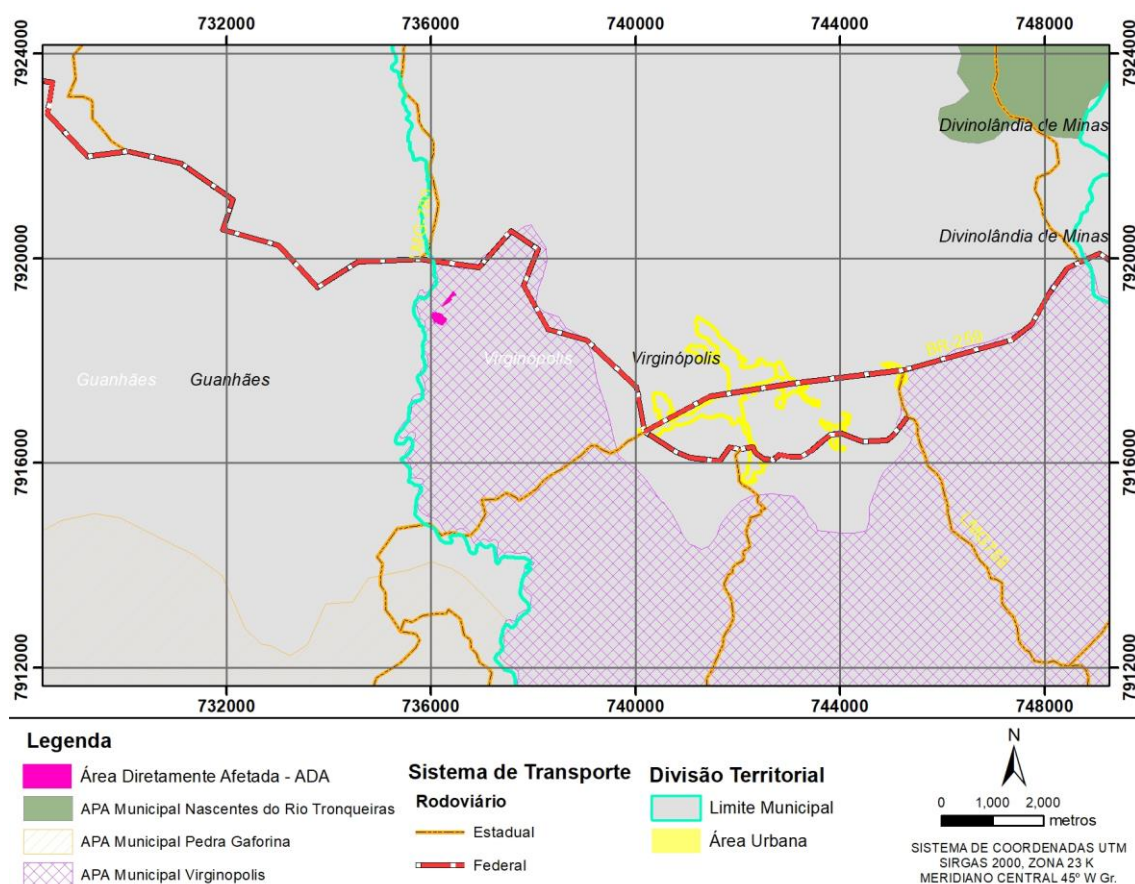 732000 736000 740000 744000 748000
7924000 7924000
Divinolândia de Minas
7920000 7920000
Divinolândia de Minas
BR-259
Virginópolis Virginópolis
Guanhães Guanhães
7916000 7916000
7912000 7912000
732000 736000 740000 744000 748000
Legenda
Área Diretamente Afetada - ADA
APA Municipal Nascentes do Rio Tronqueiras
APA Municipal Pedra Gaforina
APA Municipal Virginopolis
Sistema de Transporte
Rodoviário
Estadual
Federal
Divisão Territorial
Limite Municipal
Área Urbana
N
0 1,000 2,000
metros
SISTEMA DE COORDENADAS UTM
SIRGAS 2000, ZONA 23 K
MERIDIANO CENTRAL 45º W Gr.